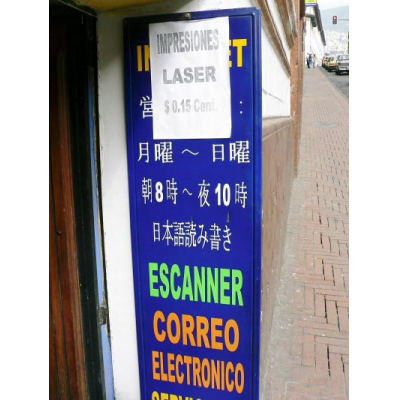 IMPRESIONES
LASER
$ 0.15 Cent.
営
:
月曜 ～ 日曜
朝8時～夜10時
日本語読み書き
ESCANNER
CORREO
ELECTRONICO